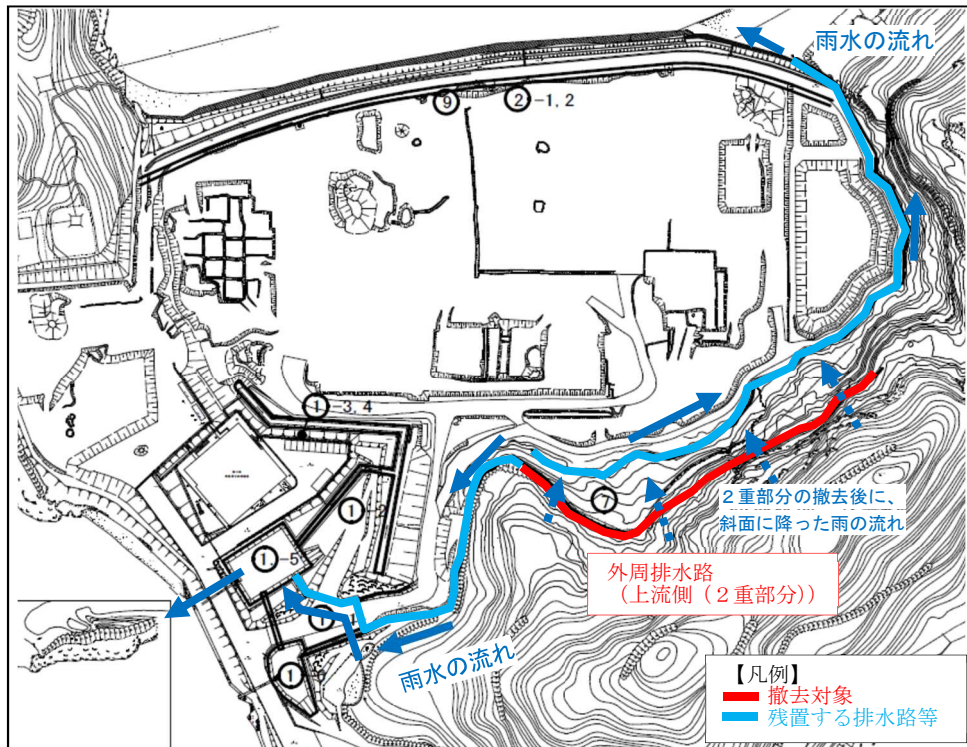 雨水の流れ
⑨
②-1, 2
①-3, 4
①-2
⑦
2重部分の撤去後に、
斜面に降った雨の流れ
①-5
外周排水路
(上流側(2重部分))
①
雨水の流れ
【凡例】
撤去対象
残置する排水路等